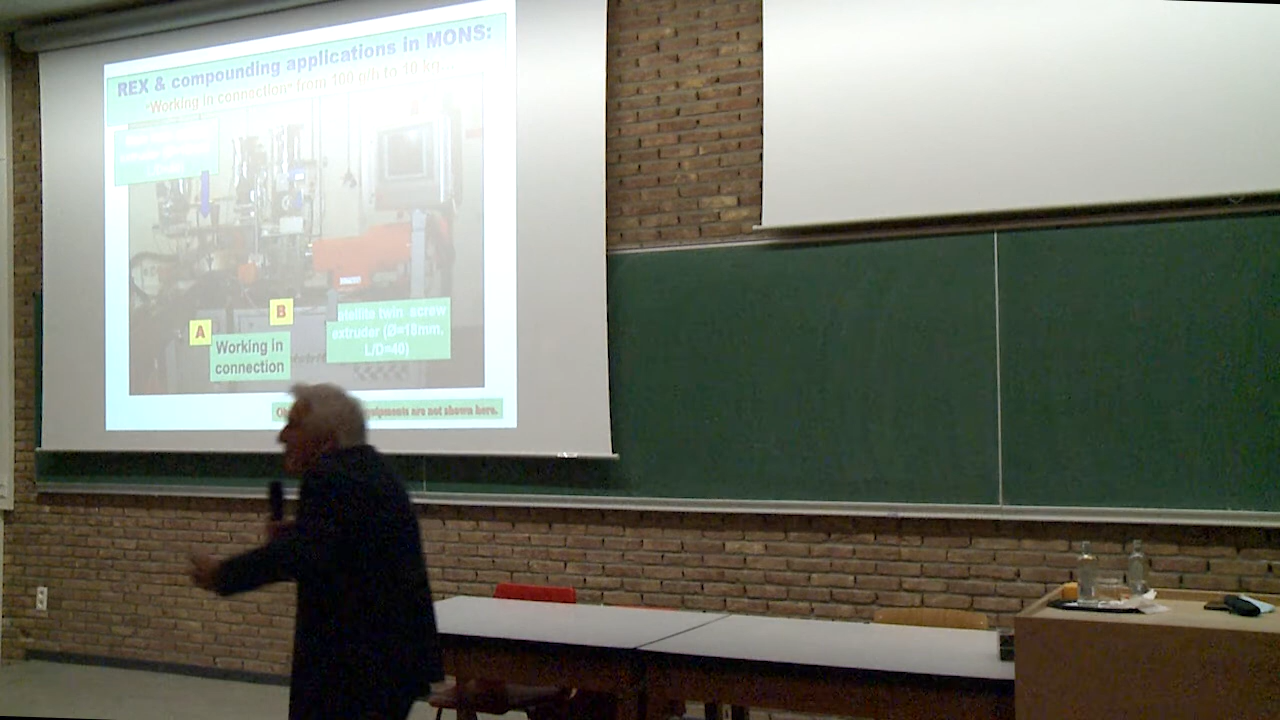 REX & compounding applications in MONS:
"Working in connection" from 100 g/h to 10 kg...
A
B
Working in
connection
twin screw
extruder (Ø=18mm,
L/D=40)
are not shown here.